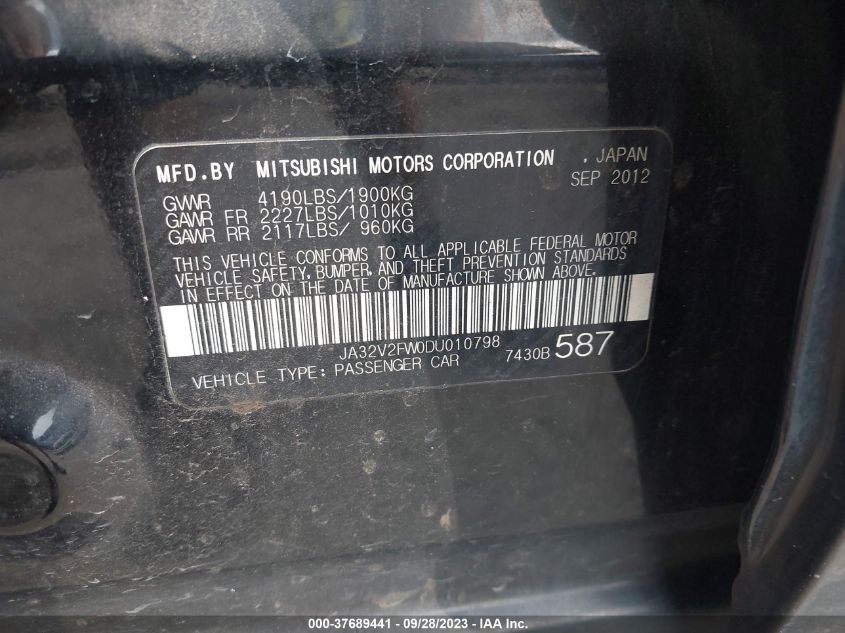 MFD.BY MITSUBISHI MOTORS CORPORATION . JAPAN
SEP 2012
GVWR 4190LBS/1900KG
GAWR FR 2227LBS/1010KG
GAWR RR 2117LBS/ 960KG
THIS VEHICLE CONFORMS TO ALL APPLICABLE FEDERAL MOTOR
VEHICLE SAFETY, BUMPER, AND THEFT PREVENTION STANDARDS
IN EFFECT ON THE DATE OF MANUFACTURE SHOWN ABOVE.
JA32V2FW0DU010798
7430B 587
VEHICLE TYPE: PASSENGER CAR
000-37689441 - 09/28/2023 - IAA Inc.